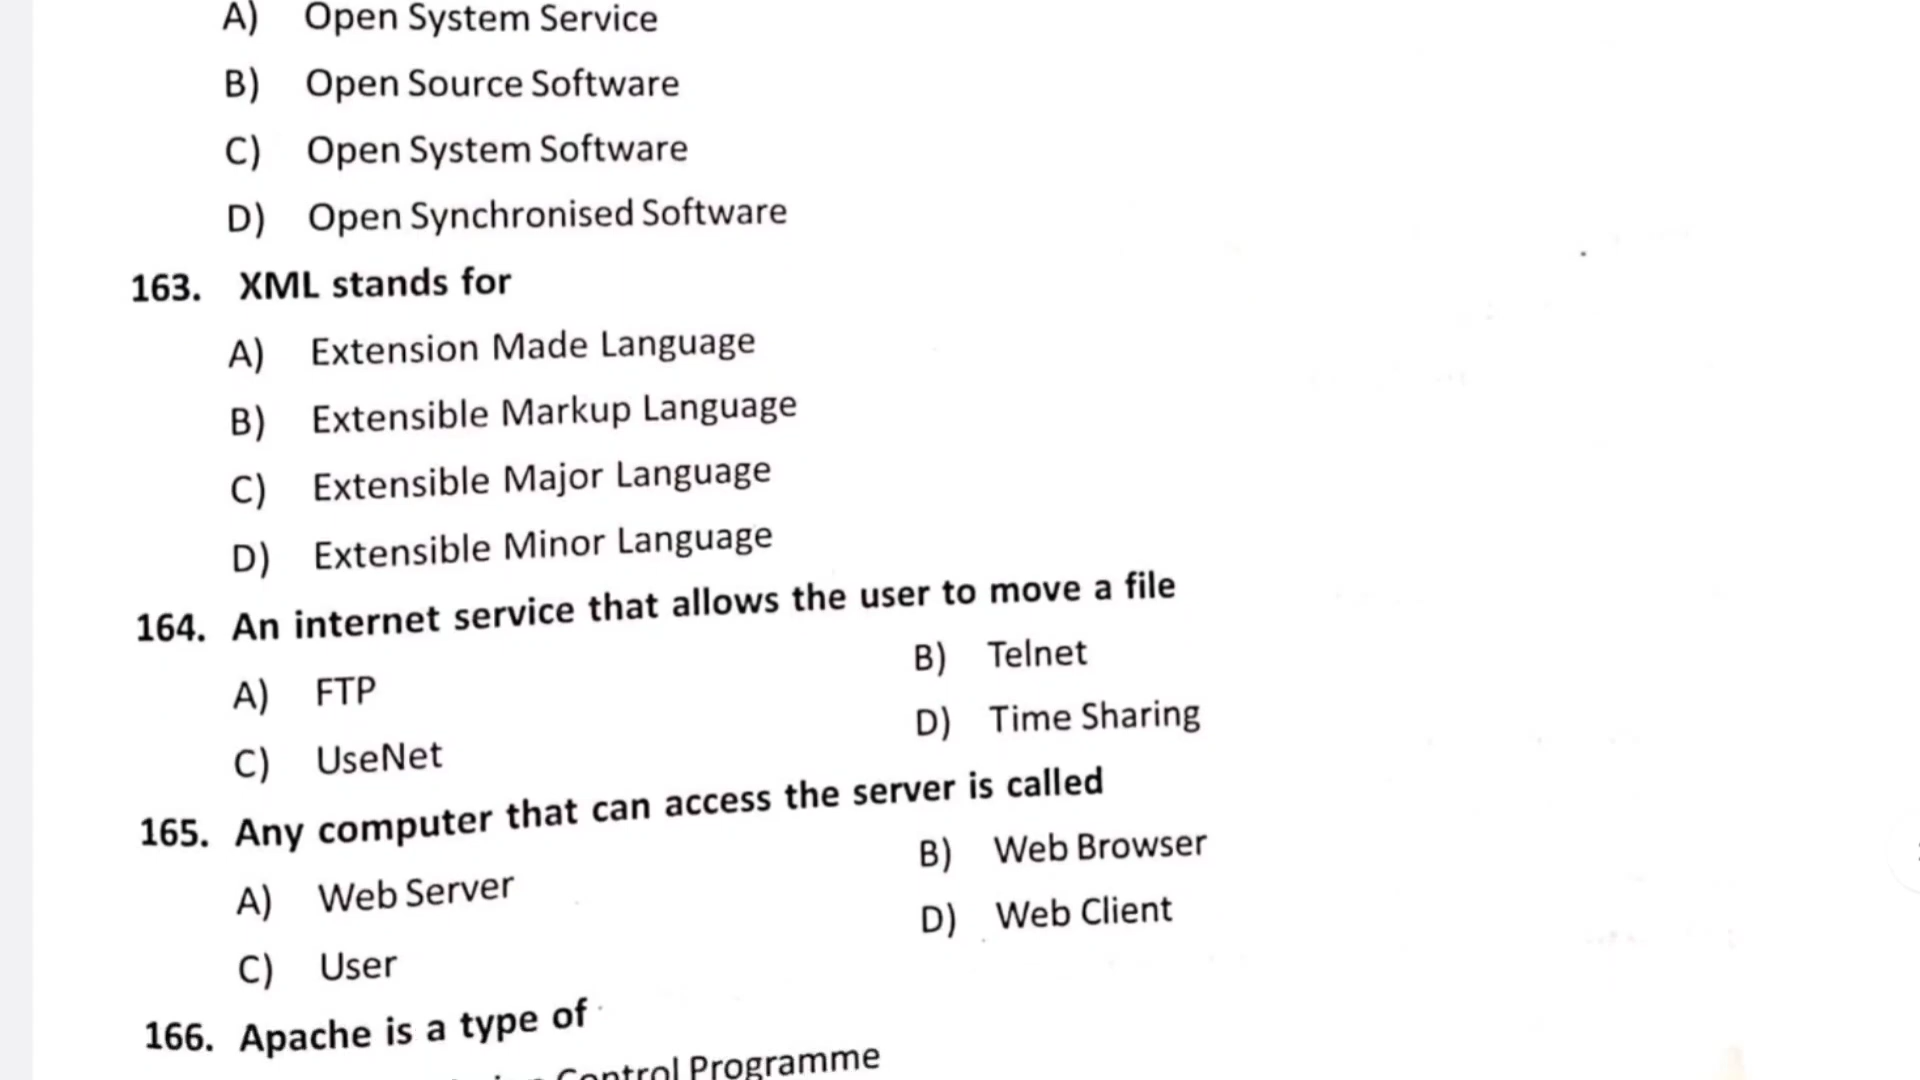 A) Open System Service
B) Open Source Software
C) Open System Software
D) Open Synchronised Software
163. XML stands for
A) Extension Made Language
B) Extensible Markup Language
C) Extensible Major Language
D) Extensible Minor Language
164. An internet service that allows the user to move a file
A) FTP B) Telnet
C) UseNet D) Time Sharing
165. Any computer that can access the server is called
A) Web Server B) Web Browser
C) User D) Web Client
166. Apache is a type of
Control Programme